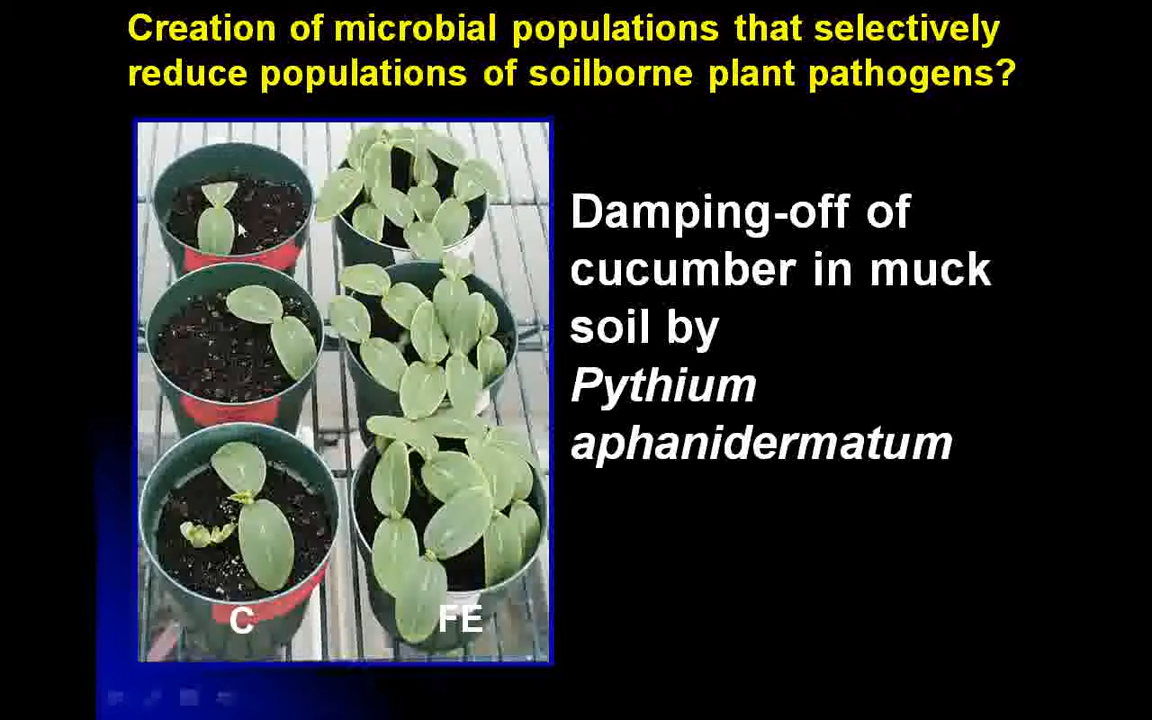 Creation of microbial populations that selectively
reduce populations of soilborne plant pathogens?
Damping-off of
cucumber in muck
soil by
Pythium
aphanidermatum
C
FE